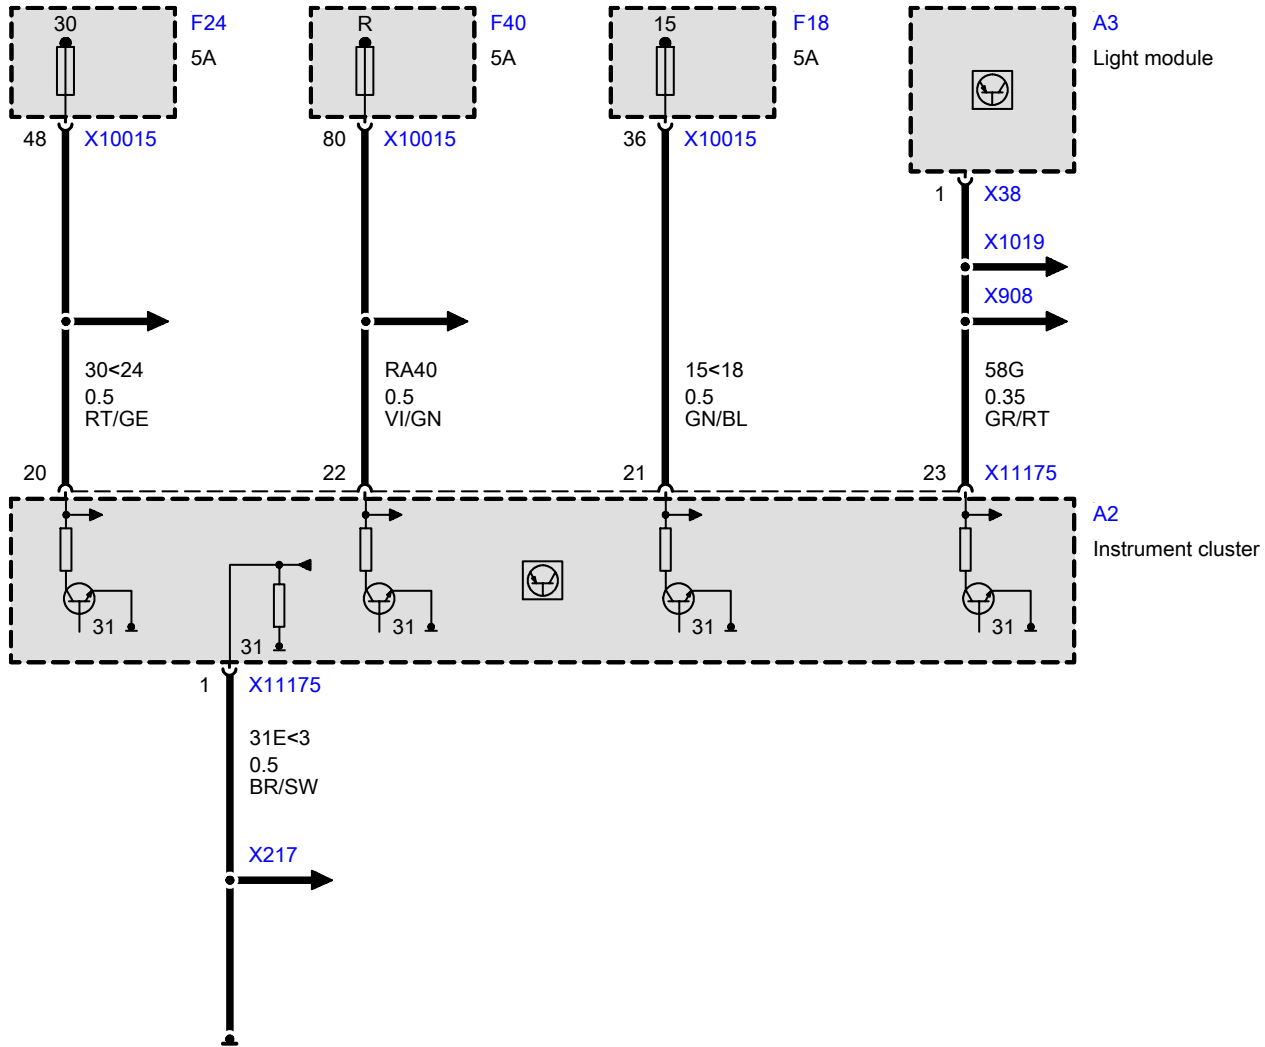 30
F24
5A
R
F40
5A
15
F18
5A
A3
Light module
48
X10015
80
X10015
36
X10015
1
X38
X1019
X908
30<24
0.5
RT/GE
RA40
0.5
VI/GN
15<18
0.5
GN/BL
58G
0.35
GR/RT
20
22
21
23
X11175
A2
Instrument cluster
31
31
31
31
31
1
X11175
31E<3
0.5
BR/SW
X217